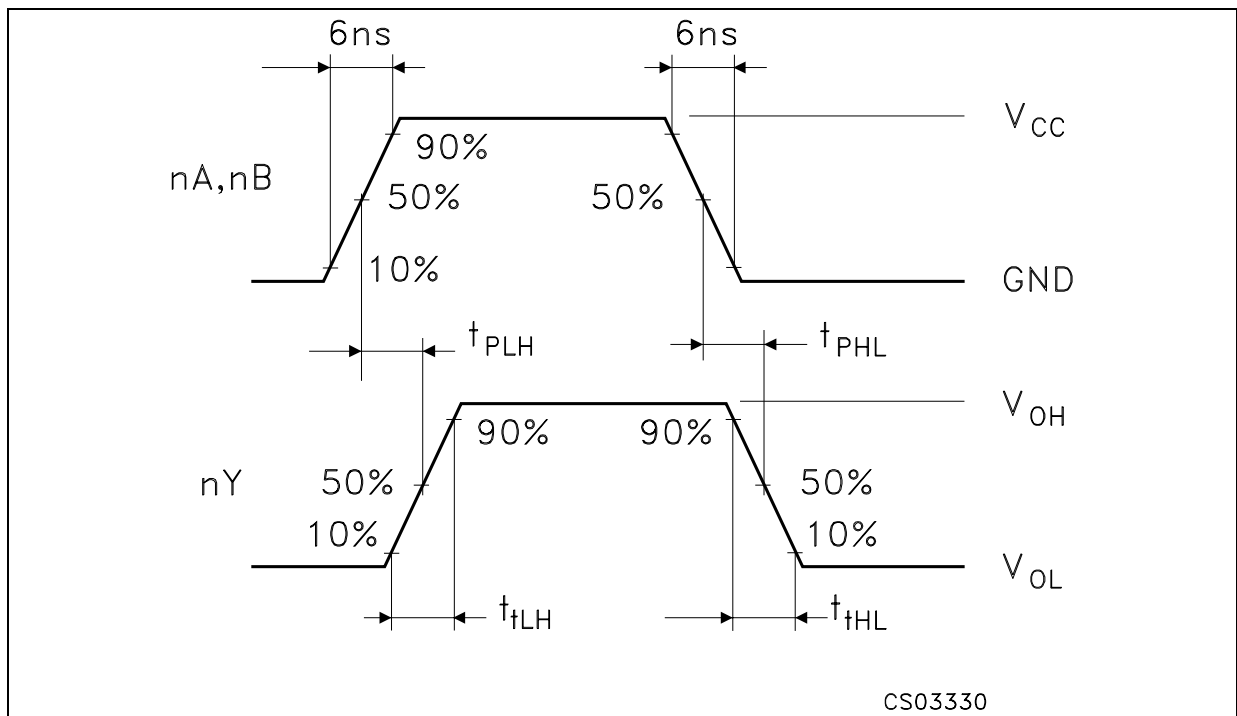 6ns 6ns
V_CC
90%
nA,nB
50% 50%
10%
GND
t_PLH t_PHL
V_OH
90% 90%
nY 50% 50%
10% 10%
V_OL
t_tLH t_tHL
CS03330